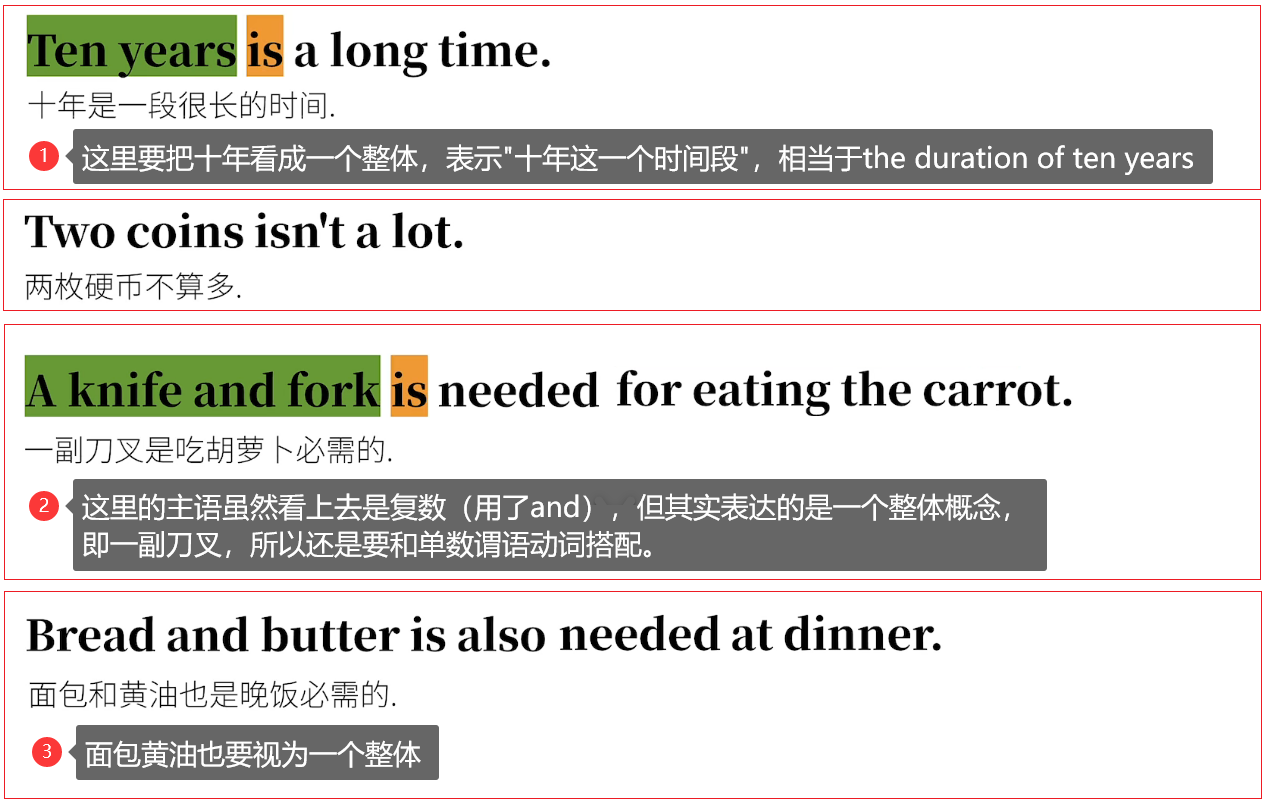 Ten years is a long time.
十年是一段很长的时间.
1 这里要把十年看成一个整体，表示"十年这一个时间段"，相当于the duration of ten years
Two coins isn't a lot.
两枚硬币不算多.
A knife and fork is needed for eating the carrot.
一副刀叉是吃胡萝卜必需的.
2 这里的主语虽然看上去是复数（用了and），但其实表达的是一个整体概念，
即一副刀叉，所以还是要和单数谓语动词搭配。
Bread and butter is also needed at dinner.
面包和黄油也是晚饭必需的.
3 面包黄油也要视为一个整体